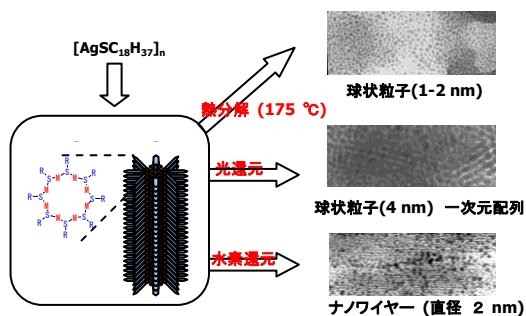 [AgSC18H37]n
熱分解 (175 ℃)
球状粒子(1-2 nm)
光還元
球状粒子(4 nm) 一次元配列
水素還元
ナノワイヤー (直径 2 nm)
R
R
R
R
R
R
R
R
S
S
S
S
S
S
S
S
M
M
M
M
M
M
M
M